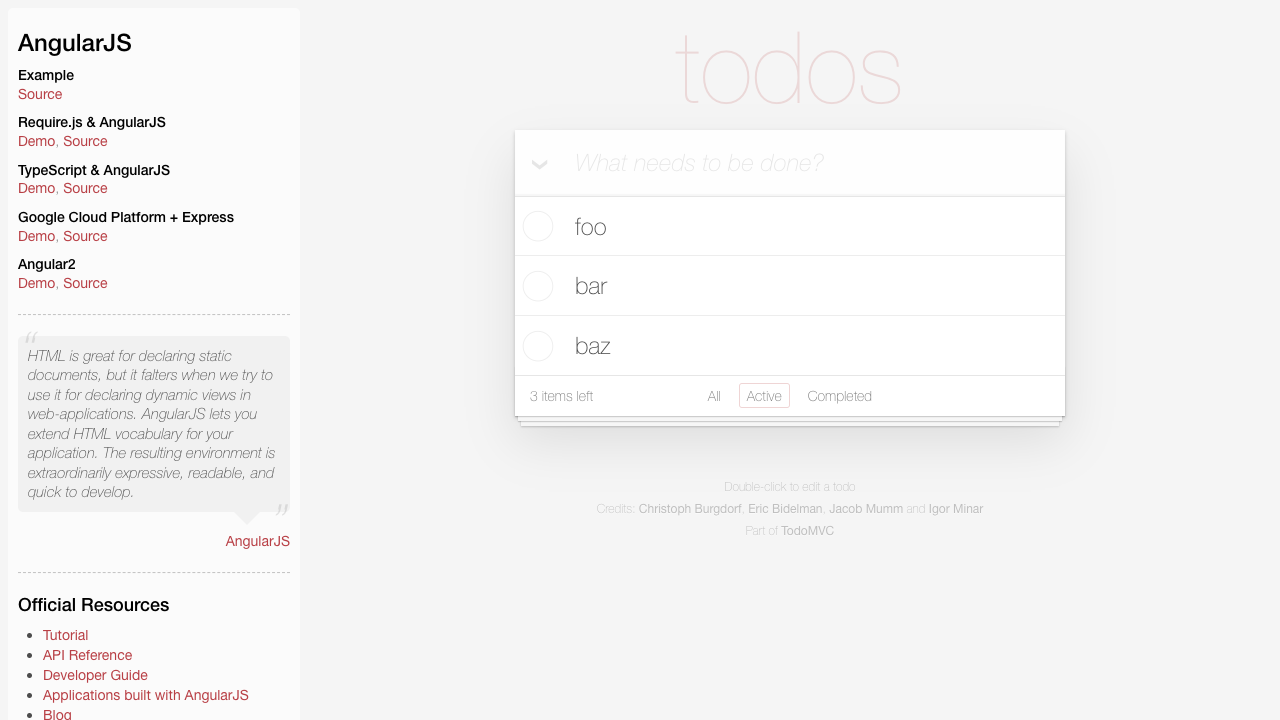 AngularJS
Example
Source
Require.js & AngularJS
Demo, Source
TypeScript & AngularJS
Demo, Source
Google Cloud Platform + Express
Demo, Source
Angular2
Demo, Source
“
HTML is great for declaring static
documents, but it falters when we try to
use it for declaring dynamic views in
web-applications. AngularJS lets you
extend HTML vocabulary for your
application. The resulting environment is
extraordinarily expressive, readable, and
quick to develop.
”
AngularJS
Official Resources
Tutorial
API Reference
Developer Guide
Applications built with AngularJS
Blog
todos
What needs to be done?
foo
bar
baz
3 items left All Active Completed
Double-click to edit a todo
Credits: Christoph Burgdorf, Eric Bidelman, Jacob Mumm and Igor Minar
Part of TodoMVC